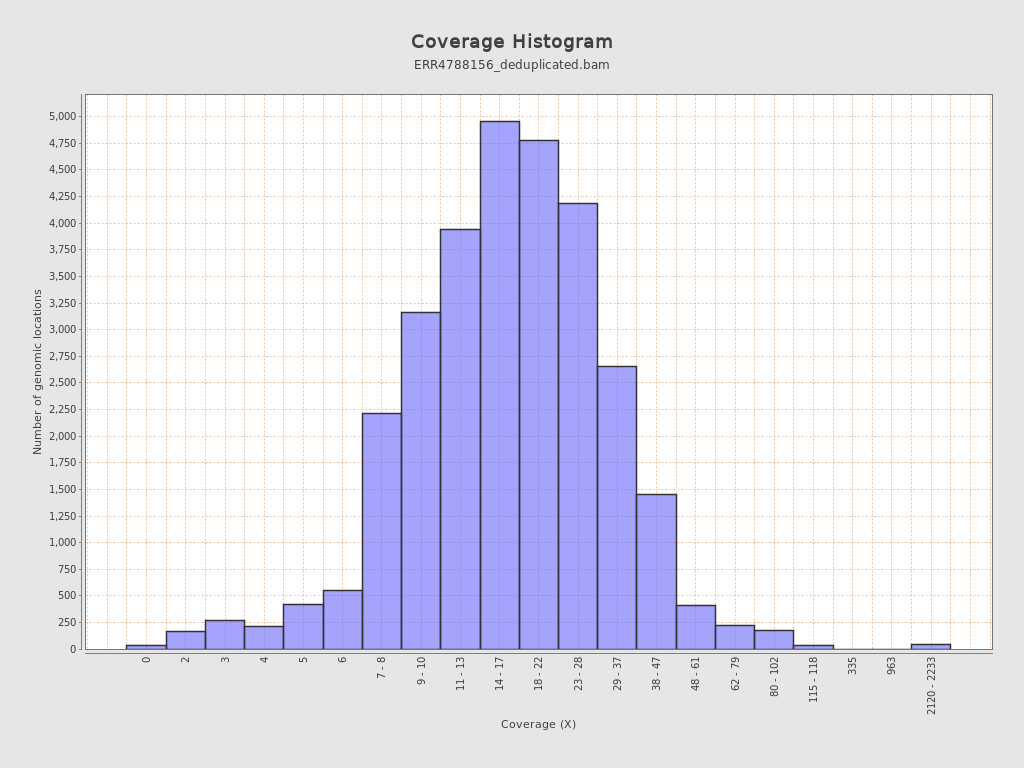 Coverage Histogram
ERR4788156_deduplicated.bam
Number of genomic locations
5,000
4,750
4,500
4,250
4,000
3,750
3,500
3,250
3,000
2,750
2,500
2,250
2,000
1,750
1,500
1,250
1,000
750
500
250
0
0
2
3
4
5
6
7 - 8
9 - 10
11 - 13
14 - 17
18 - 22
23 - 28
29 - 37
38 - 47
48 - 61
62 - 79
80 - 102
115 - 118
335
963
2120 - 2233
Coverage (X)